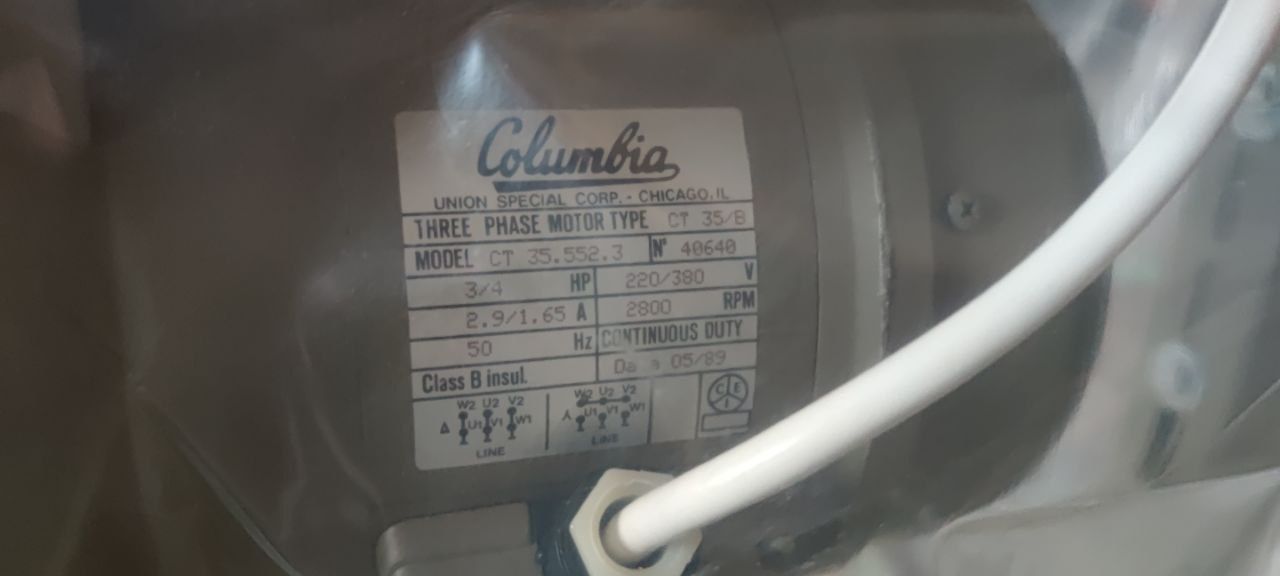 Columbia
UNION SPECIAL CORP. - CHICAGO, IL
THREE PHASE MOTOR TYPE CT 35/B
MODEL CT 35.552.3 N° 40640
3/4 HP 220/380 V
2.9/1.65 A 2800 RPM
50 Hz CONTINUOUS DUTY
Class B insul. 05/89
W2 U2 V2 W2 U2 V2 C E I
Δ U1 V1 W1 U1 V1 W1
LINE LINE